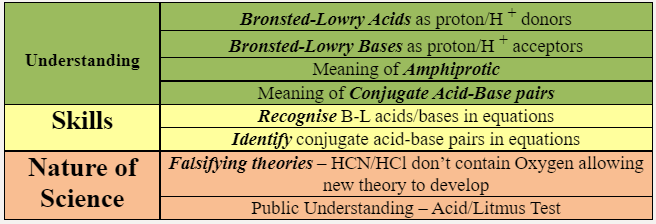 Understanding
Bronsted-Lowry Acids as proton/H + donors
Bronsted-Lowry Bases as proton/H + acceptors
Meaning of Amphiprotic
Meaning of Conjugate Acid-Base pairs
Skills
Recognise B-L acids/bases in equations
Identify conjugate acid-base pairs in equations
Nature of
Science
Falsifying theories – HCN/HCl don’t contain Oxygen allowing
new theory to develop
Public Understanding – Acid/Litmus Test